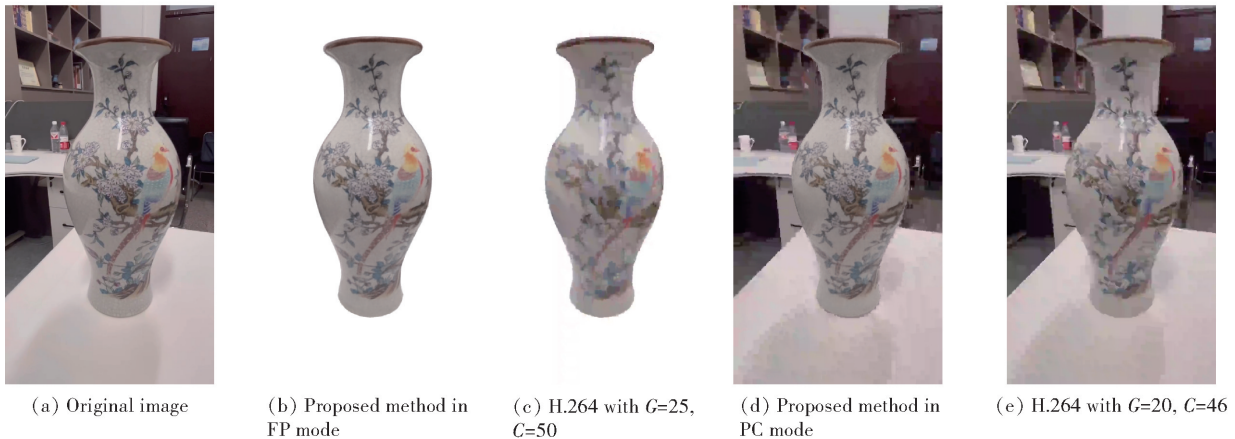 (a) Original image
(b) Proposed method in
FP mode
(c) H.264 with G=25,
C=50
(d) Proposed method in
PC mode
(e) H.264 with G=20, C=46